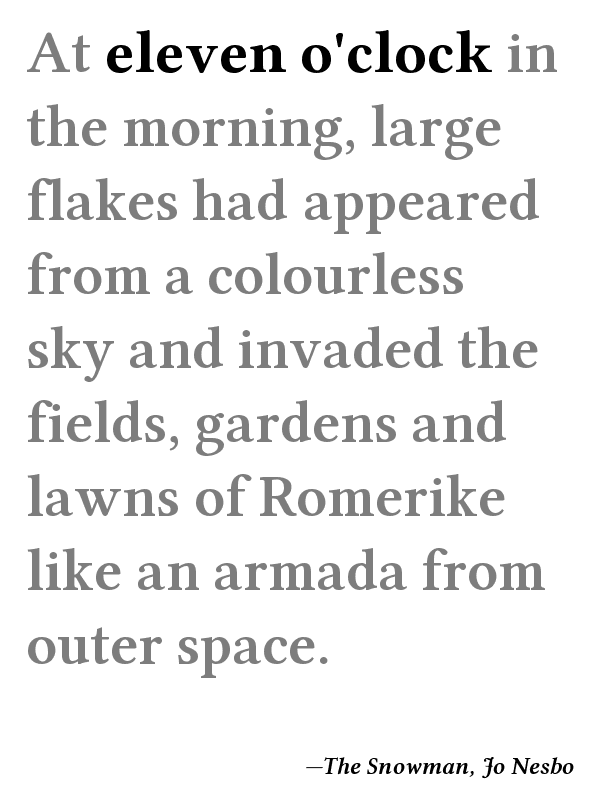 At eleven o'clock in
the morning, large
flakes had appeared
from a colourless
sky and invaded the
fields, gardens and
lawns of Romerike
like an armada from
outer space.
—The Snowman, Jo Nesbo